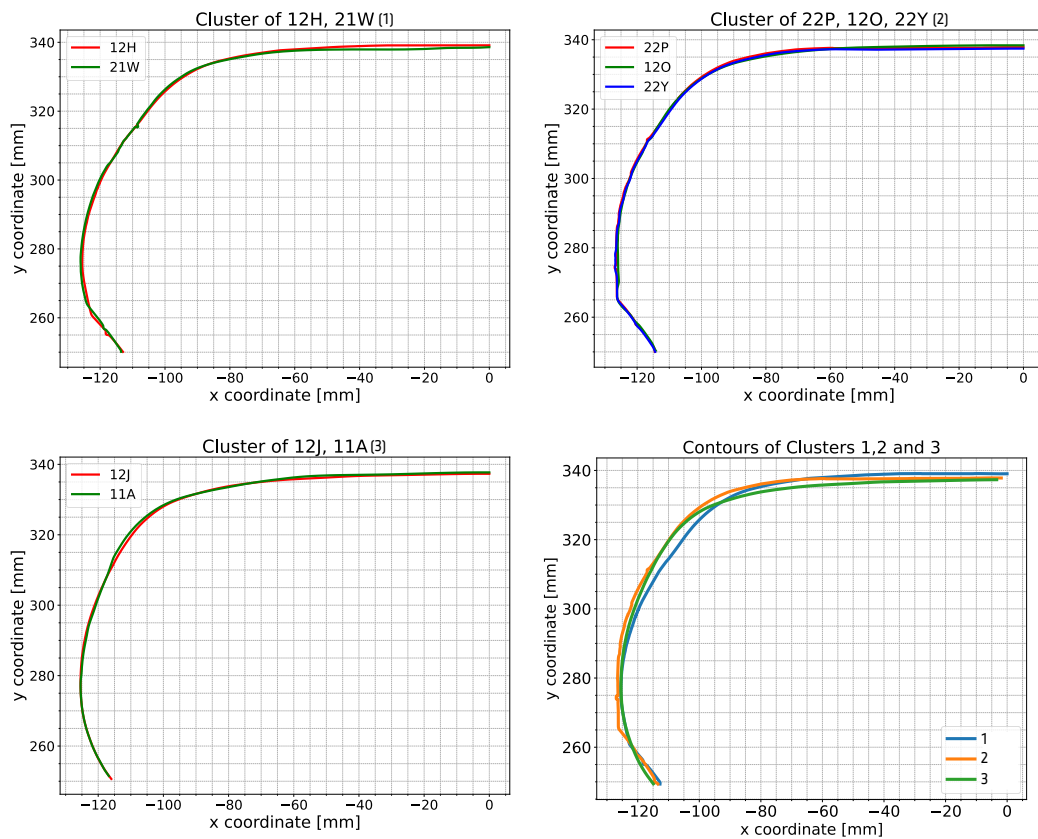 Cluster of 12H, 21W [1]
12H
21W
340
320
300
280
260
y coordinate [mm]
−120 −100 −80 −60 −40 −20 0
x coordinate [mm]
Cluster of 22P, 12O, 22Y [2]
22P
12O
22Y
340
320
300
280
260
y coordinate [mm]
−120 −100 −80 −60 −40 −20 0
x coordinate [mm]
Cluster of 12J, 11A [3]
12J
11A
340
320
300
280
260
y coordinate [mm]
−120 −100 −80 −60 −40 −20 0
x coordinate [mm]
Contours of Clusters 1,2 and 3
340
320
300
280
260
y coordinate [mm]
1
2
3
−120 −100 −80 −60 −40 −20 0
x coordinate [mm]